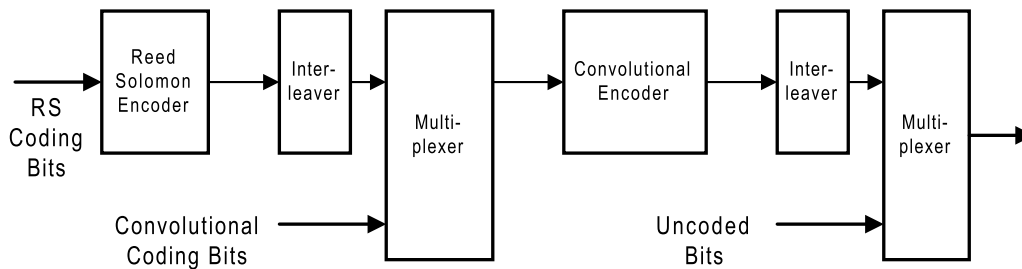 Reed
Solomon
Encoder
Inter-
leaver
Multi-
plexer
Convolutional
Encoder
Inter-
leaver
Multi-
plexer
RS
Coding
Bits
Convolutional
Coding Bits
Uncoded
Bits